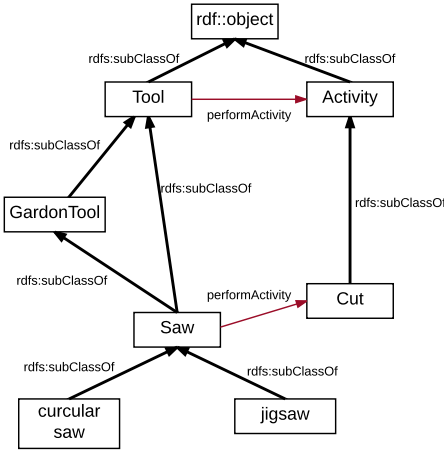 rdf::object
rdfs:subClassOf
rdfs:subClassOf
Tool
Activity
performActivity
rdfs:subClassOf
rdfs:subClassOf
rdfs:subClassOf
GardonTool
rdfs:subClassOf
performActivity
Cut
Saw
rdfs:subClassOf
rdfs:subClassOf
curcular
saw
jigsaw